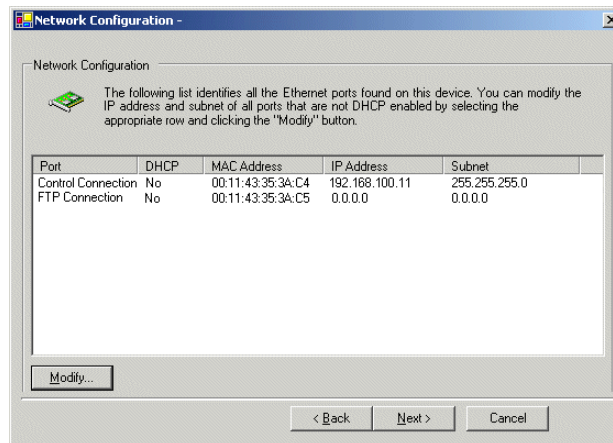 Network Configuration -
Network Configuration
The following list identifies all the Ethernet ports found on this device. You can modify the
IP address and subnet of all ports that are not DHCP enabled by selecting the
appropriate row and clicking the "Modify" button.
Port DHCP MAC Address IP Address Subnet
Control Connection No 00:11:43:35:3A:C4 192.168.100.11 255.255.255.0
FTP Connection No 00:11:43:35:3A:C5 0.0.0.0 0.0.0.0
Modify...
< Back Next > Cancel